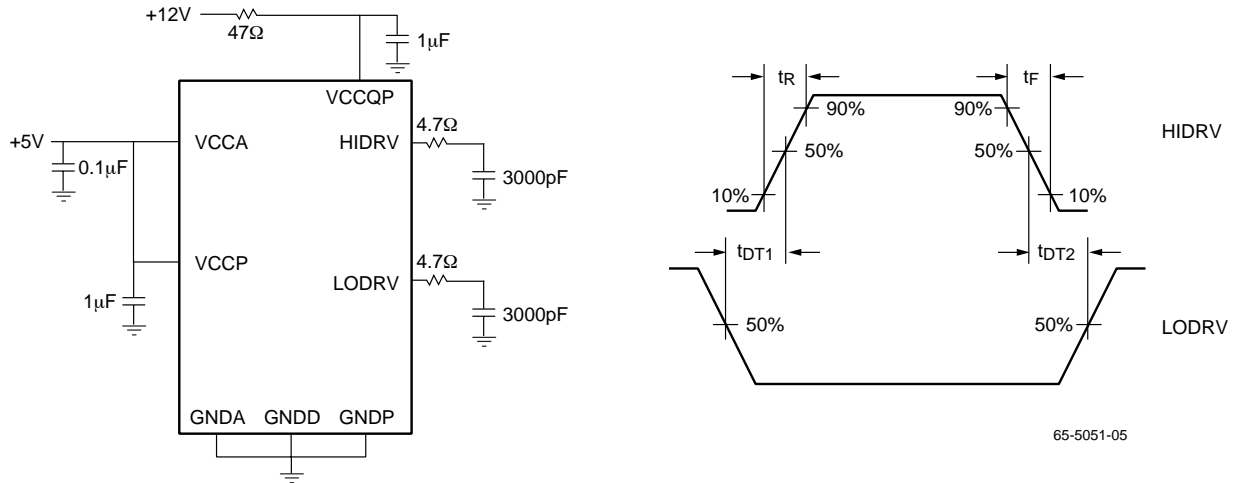 +12V
47Ω
1μF
VCCQP
+5V
VCCA
HIDRV
4.7Ω
0.1μF
3000pF
VCCP
LODRV
4.7Ω
1μF
3000pF
GNDA GNDD GNDP
tR
tF
90%
90%
HIDRV
50%
50%
10%
10%
tDT1
tDT2
50%
50%
LODRV
65-5051-05